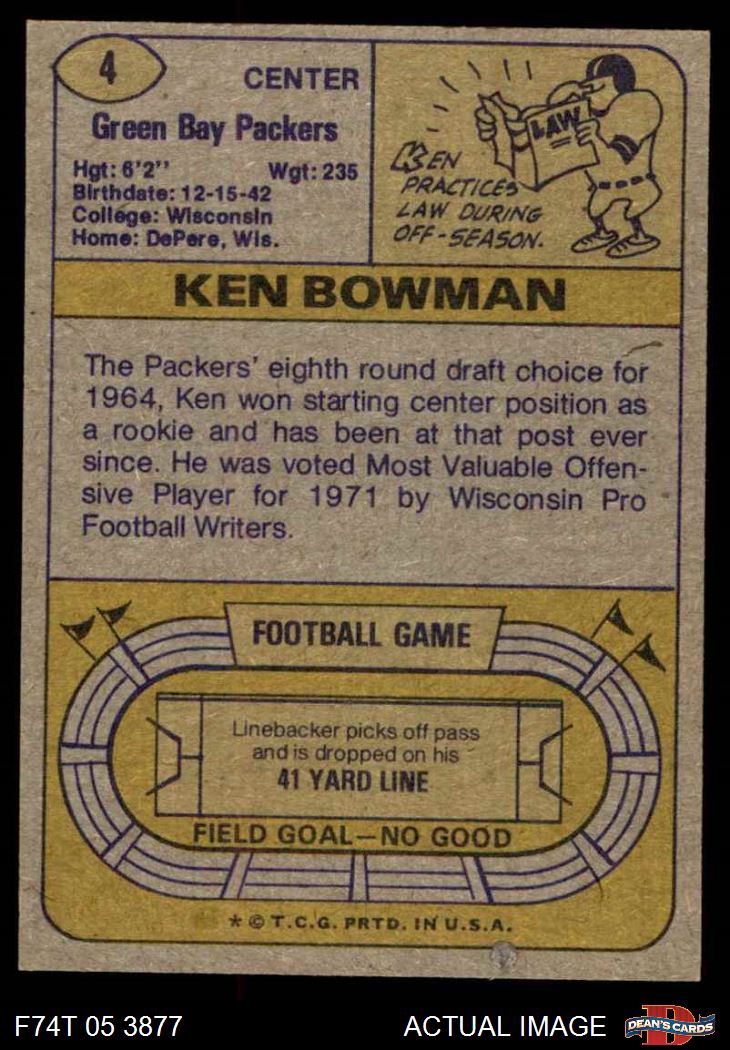 4
CENTER
Green Bay Packers
Hgt: 6'2" Wgt: 235
Birthdate: 12-15-42
College: Wisconsin
Home: DePere, Wis.
LAW
KEN
PRACTICES
LAW DURING
OFF-SEASON.
KEN BOWMAN
The Packers' eighth round draft choice for
1964, Ken won starting center position as
a rookie and has been at that post ever
since. He was voted Most Valuable Offen-
sive Player for 1971 by Wisconsin Pro
Football Writers.
FOOTBALL GAME
Linebacker picks off pass
and is dropped on his
41 YARD LINE
FIELD GOAL—NO GOOD
* © T.C.G. PRTD. IN U.S.A.
F74T 05 3877 ACTUAL IMAGE
D
DEAN'S CARDS